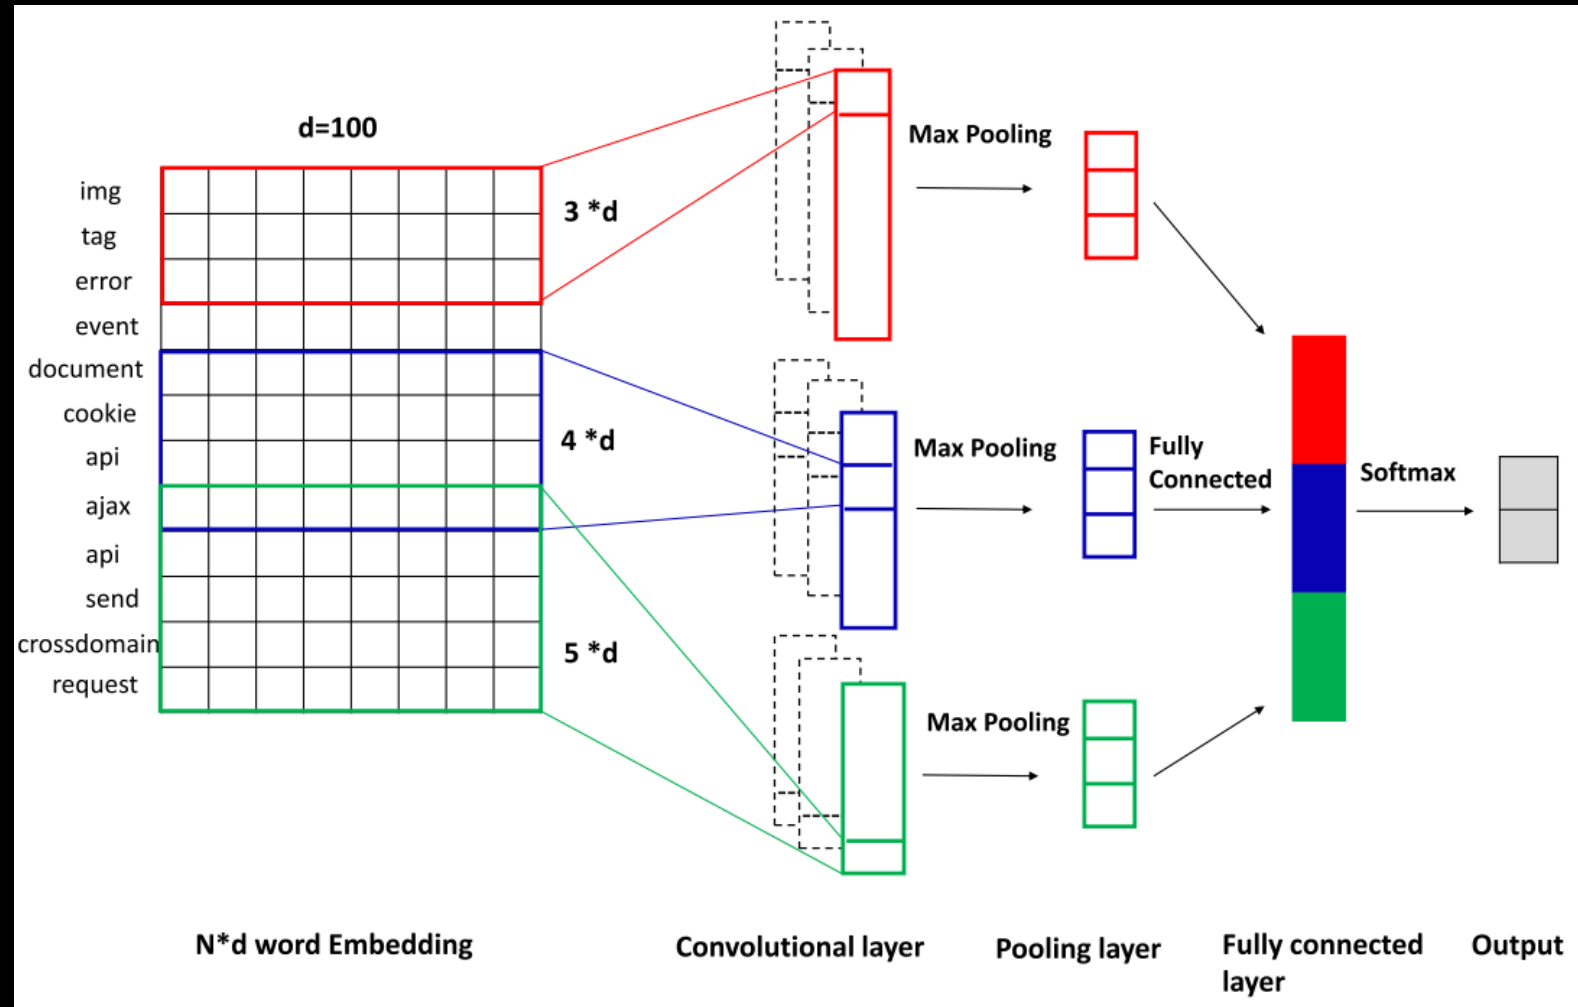 d=100
img
tag
error
event
document
cookie
api
ajax
api
send
crossdomain
request
3 *d
4 *d
5 *d
Max Pooling
Max Pooling
Max Pooling
Fully
Connected
Softmax
N*d word Embedding
Convolutional layer
Pooling layer
Fully connected
layer
Output